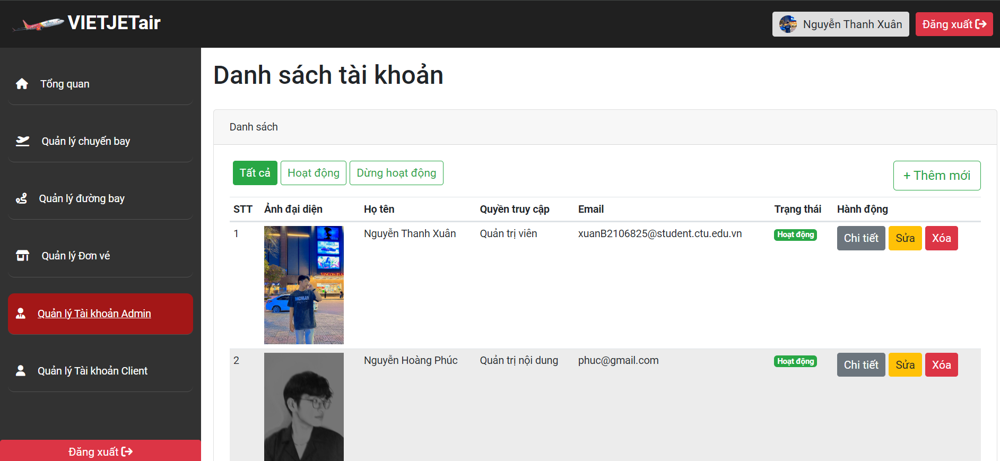 VIETJETair
Nguyễn Thanh Xuân
Đăng xuất
Tổng quan
Quản lý chuyến bay
Quản lý đường bay
Quản lý Đơn vé
Quản lý Tài khoản Admin
Quản lý Tài khoản Client
Đăng xuất
Danh sách tài khoản
Danh sách
Tất cả Hoạt động Dừng hoạt động
+ Thêm mới
STT Ảnh đại diện Họ tên Quyền truy cập Email Trạng thái Hành động
1 Nguyễn Thanh Xuân Quản trị viên xuanB2106825@student.ctu.edu.vn Hoạt động Chi tiết Sửa Xóa
VINCOM PLA
2 Nguyễn Hoàng Phúc Quản trị nội dung phuc@gmail.com Hoạt động Chi tiết Sửa Xóa